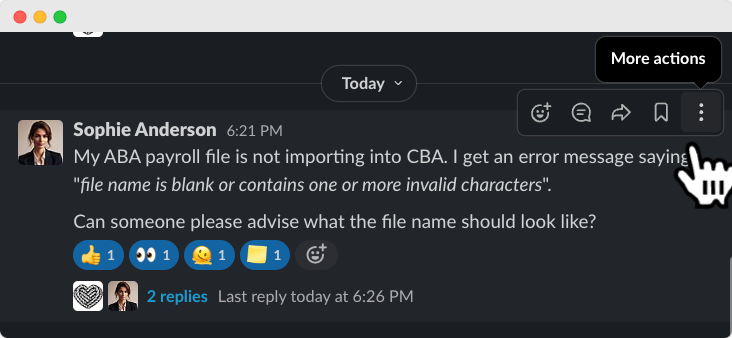 More actions
Today
Sophie Anderson 6:21 PM
My ABA payroll file is not importing into CBA. I get an error message saying
"file name is blank or contains one or more invalid characters".
Can someone please advise what the file name should look like?
1 1 1 1
2 replies Last reply today at 6:26 PM